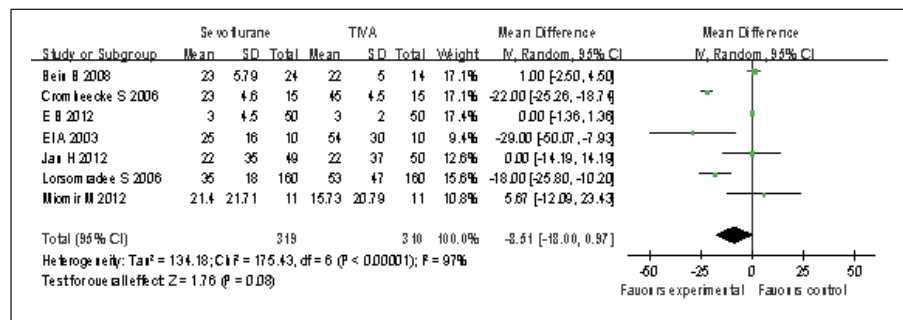 Sevoflurane TIVA Mean Difference Mean Difference
Study or Subgroup Mean SD Total Mean SD Total Weight IV, Random, 95% CI IV, Random, 95% CI
Bein B 2008 23 5.79 24 22 5 14 17.1% 1.00 [-2.50, 4.50]
Cromheecke S 2006 23 4.6 15 45 4.5 15 17.1% -22.00 [-25.26, -18.74]
E B 2012 3 4.5 50 3 2 50 0.00 [-1.36, 1.36]
El A 2003 25 16 10 54 30 10 9.4% -29.00 [-50.07, -7.93]
Jan H 2012 22 35 49 22 37 50 12.6% 0.00 [-14.19, 14.19]
Lorsomradee S 2006 35 18 160 53 47 160 15.6% -18.00 [-25.80, -10.20]
Miomir M 2012 21.4 21.71 11 15.73 20.79 11 10.8% 5.67 [-12.09, 23.43]
Total (95% CI) 319 310 100.0% -8.51 [-18.00, 0.97]
Heterogeneity: Tau² = 134.18; Chi² = 175.43, df = 6 (P < 0.00001); I² = 97%
Test for overall effect: Z = 1.76 (P = 0.08)
-50 -25 0 25 50
Favours experimental Favours control